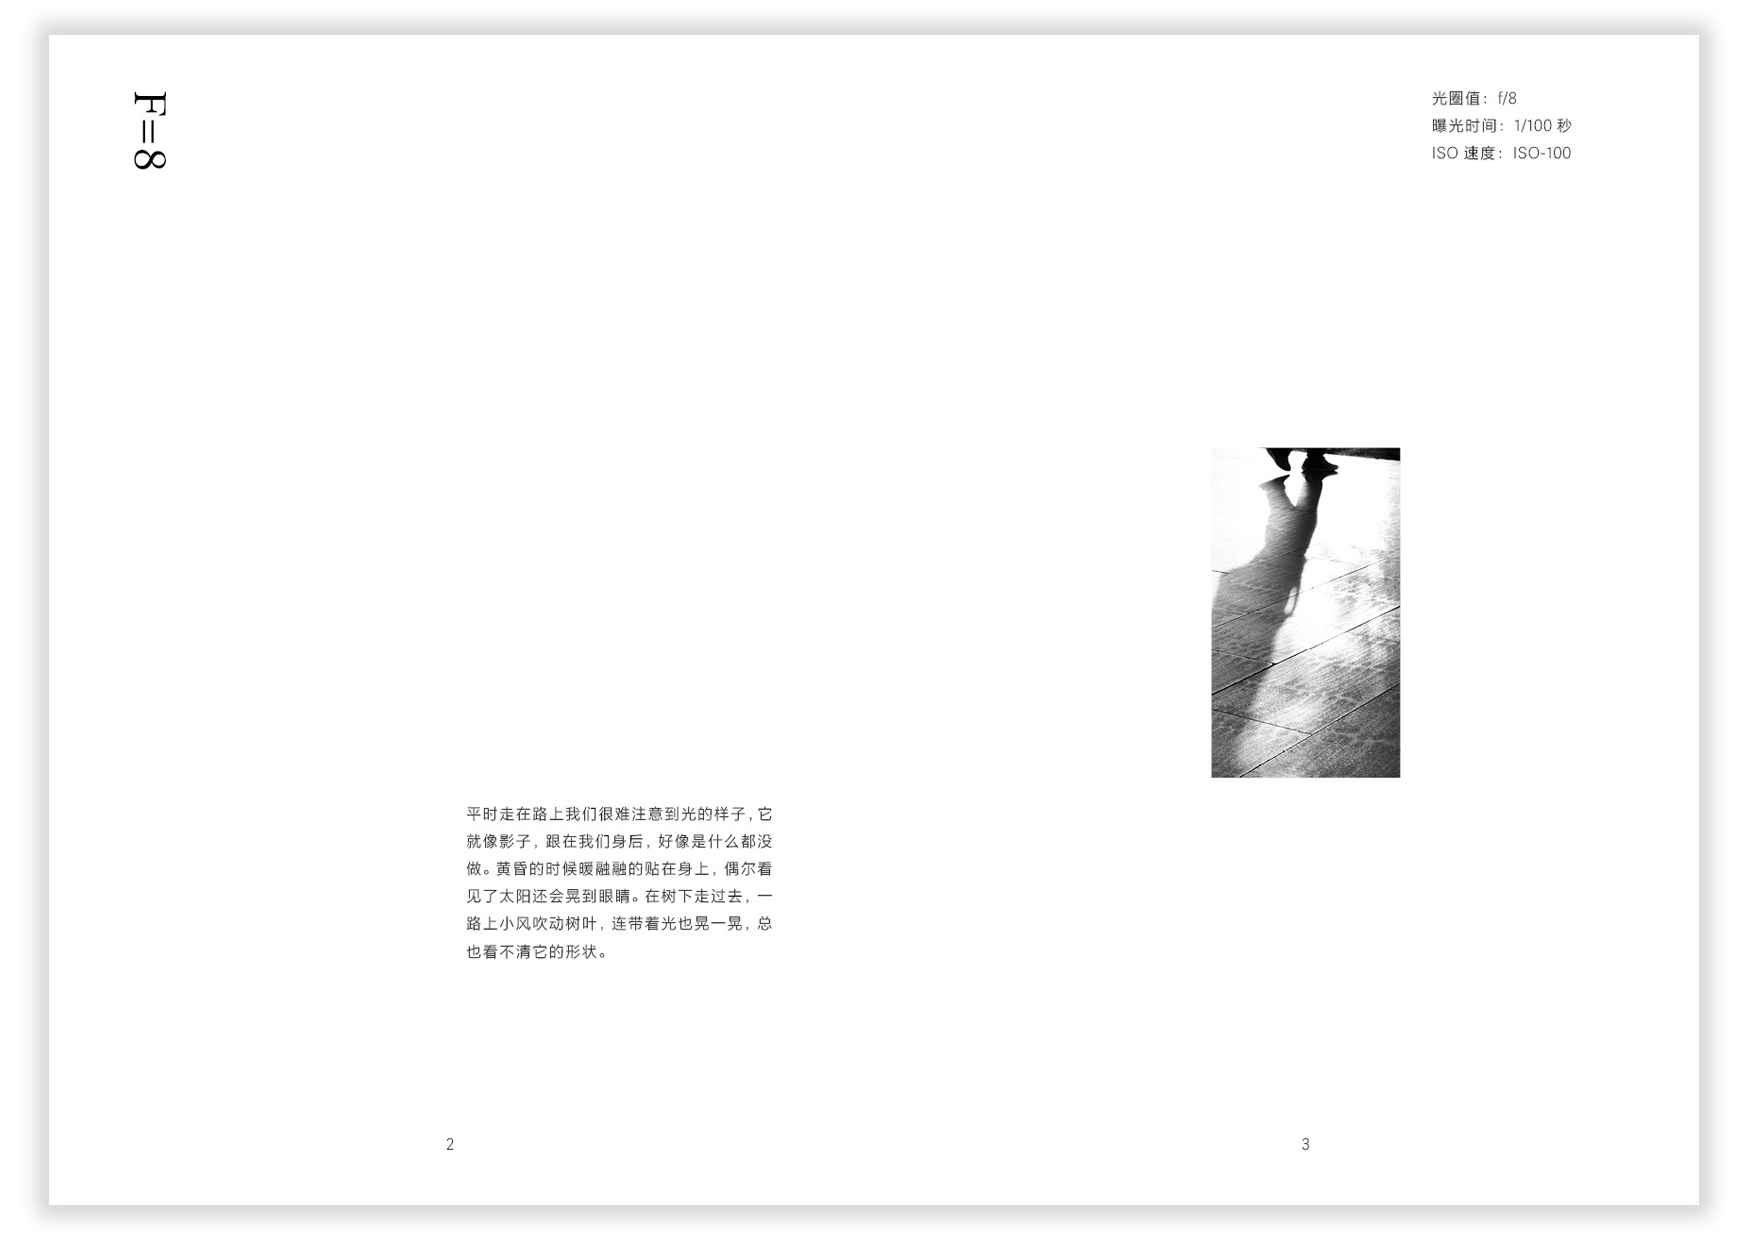 F=8
光圈值：f/8
曝光时间：1/100 秒
ISO 速度：ISO-100
平时走在路上我们很难注意到光的样子，它
就像影子，跟在我们身后，好像是什么都没
做。黄昏的时候暖融融的贴在身上，偶尔看
见了太阳还会晃到眼睛。在树下走过去，一
路上小风吹动树叶，连带着光也晃一晃，总
也看不清它的形状。
2
3